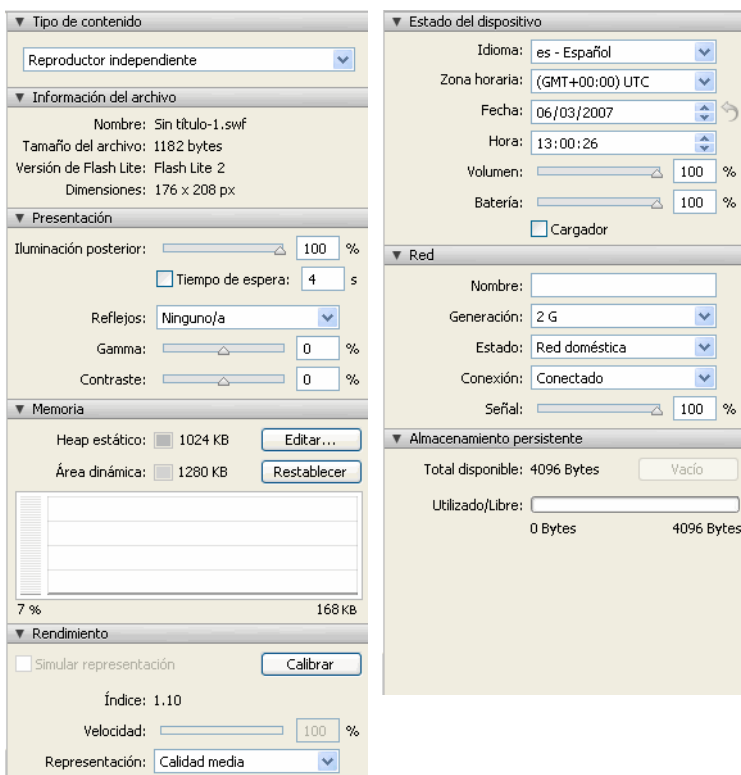 Tipo de contenido
Reproductor independiente
Información del archivo
Nombre: Sin título-1.swf
Tamaño del archivo: 1182 bytes
Versión de Flash Lite: Flash Lite 2
Dimensiones: 176 x 208 px
Presentación
Iluminación posterior: 100 %
Tiempo de espera: 4 s
Reflejos: Ninguno/a
Gamma: 0 %
Contraste: 0 %
Memoria
Heap estático: 1024 KB Editar...
Área dinámica: 1280 KB Restablecer
7 % 168 KB
Rendimiento
Simular representación Calibrar
Índice: 1.10
Velocidad: 100 %
Representación: Calidad media
Estado del dispositivo
Idioma: es - Español
Zona horaria: (GMT+00:00) UTC
Fecha: 06/03/2007
Hora: 13:00:26
Volumen: 100 %
Batería: 100 %
Cargador
Red
Nombre:
Generación: 2 G
Estado: Red doméstica
Conexión: Conectado
Señal: 100 %
Almacenamiento persistente
Total disponible: 4096 Bytes Vacío
Utilizado/Libre:
0 Bytes 4096 Bytes